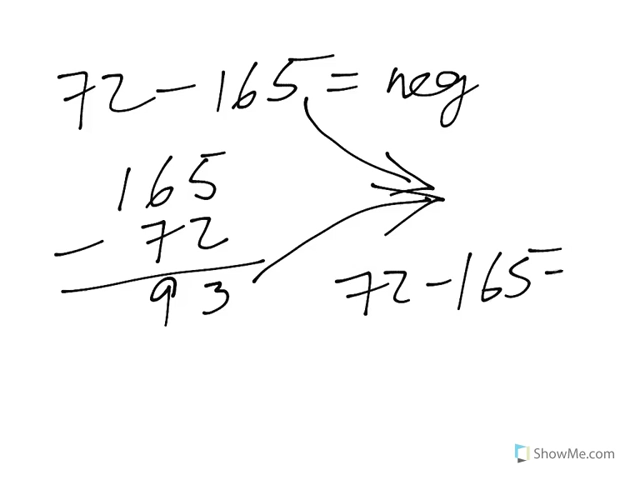 72 - 165 = neg
165
- 72
93
72 - 165 =
ShowMe.com